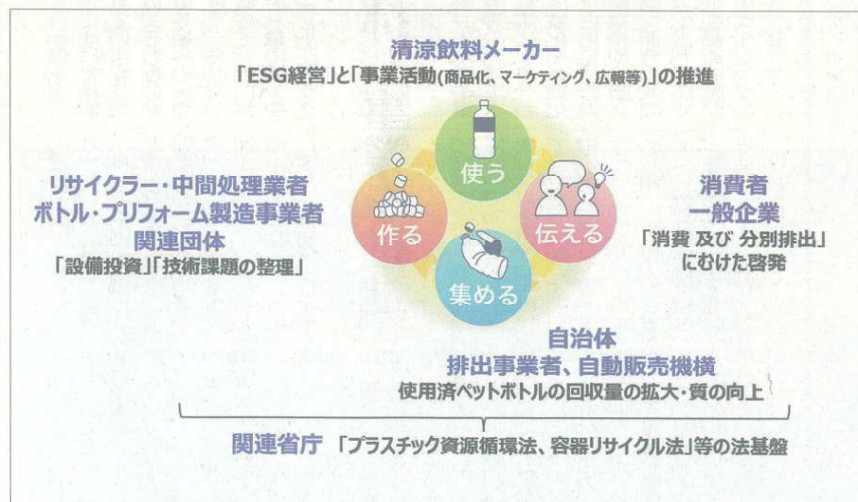 清涼飲料メーカー
「ESG経営」と「事業活動(商品化、マーケティング、広報等)」の推進
使う
リサイクラー・中間処理業者
ボトル・プリフォーム製造事業者
関連団体
「設備投資」「技術課題の整理」
作る
伝える
消費者
一般企業
「消費 及び 分別排出」
にむけた啓発
集める
自治体
排出事業者、自動販売機横
使用済ペットボトルの回収量の拡大・質の向上
関連省庁 「プラスチック資源循環法、容器リサイクル法」等の法基盤